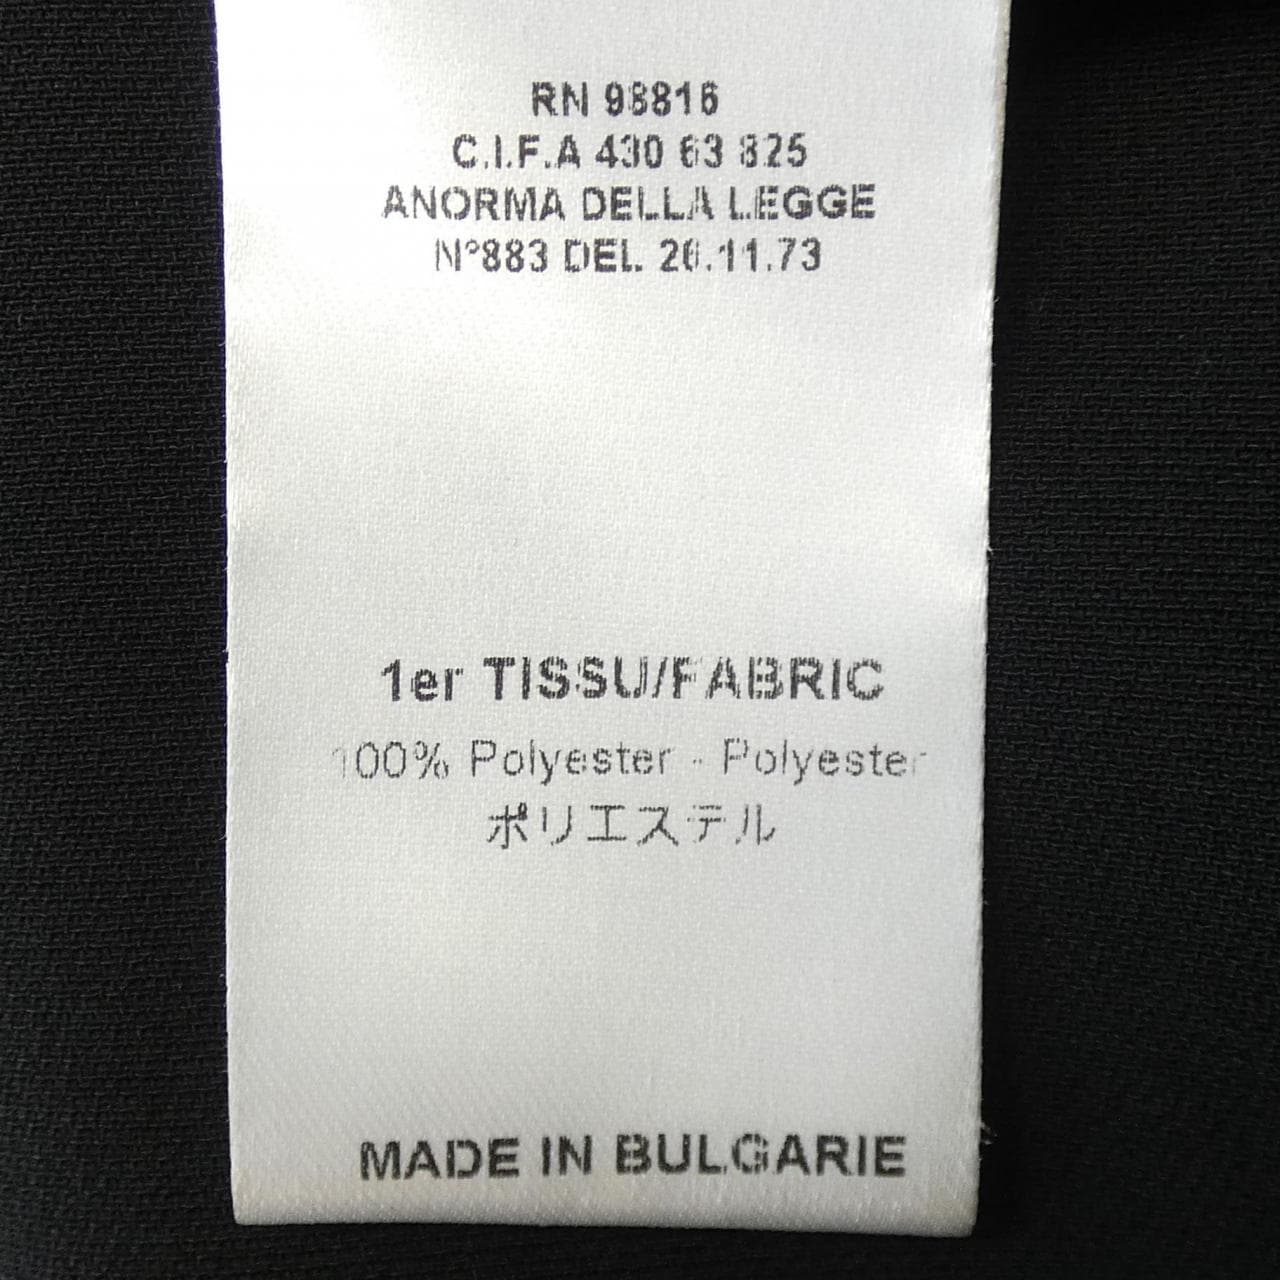 RN 98816
C.I.F.A 430 63 825
ANORMA DELLA LEGGE
N°883 DEL. 26.11.73
1er TISSU/FABRIC
100% Polyester - Polyester
ポリエステル
MADE IN BULGARIE